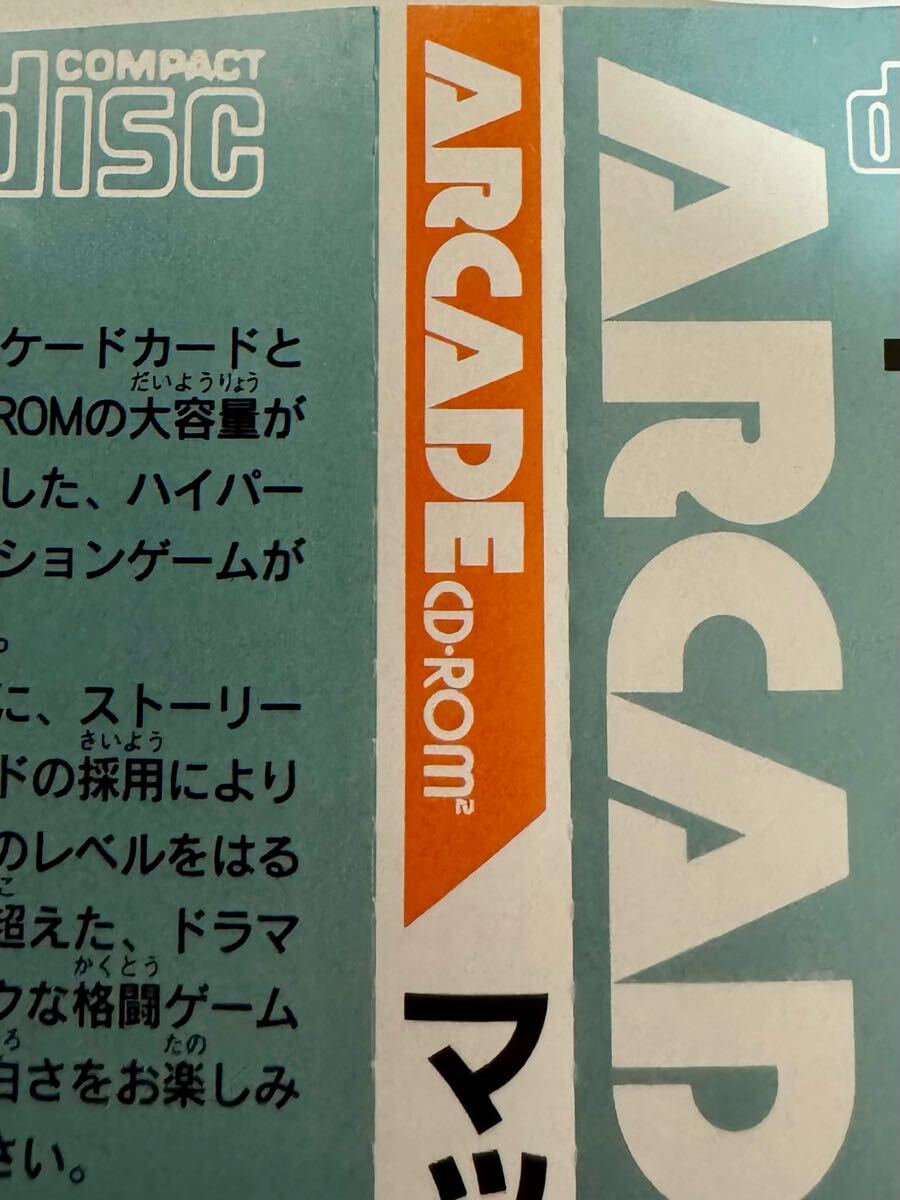 COMPACT
disc
ケードカードと
だいようりょう
ROMの大容量が
した、ハイパー
ションゲームが
。
に、ストーリー
さいよう
ドの採用により
のレベルをはる
こ
超えた、ドラマ
かくとう
クな格闘ゲーム
ろ たの
白さをお楽しみ
さい。
ARCADE
CD・ROM²
マッ
ARCAD
d